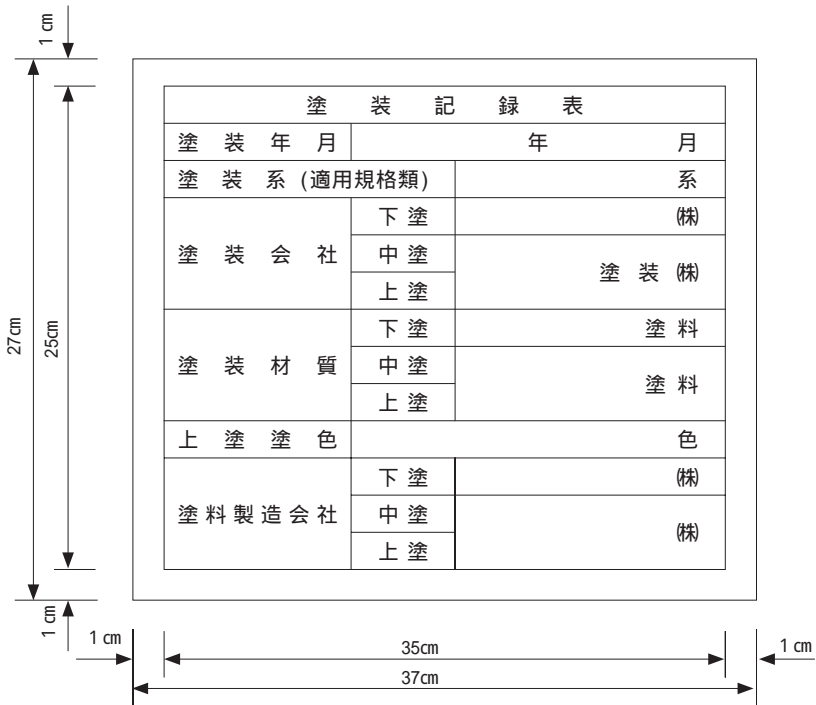 1 cm
塗装記録表
塗装年月 年 月
塗装系(適用規格類) 系
塗装会社 下塗 ㈱
中塗 塗装㈱
上塗
塗装材質 下塗 塗料
中塗 塗料
上塗
上塗塗色 色
塗料製造会社 下塗 ㈱
中塗 ㈱
上塗
27cm
25cm
1 cm
1 cm
35cm
1 cm
37cm